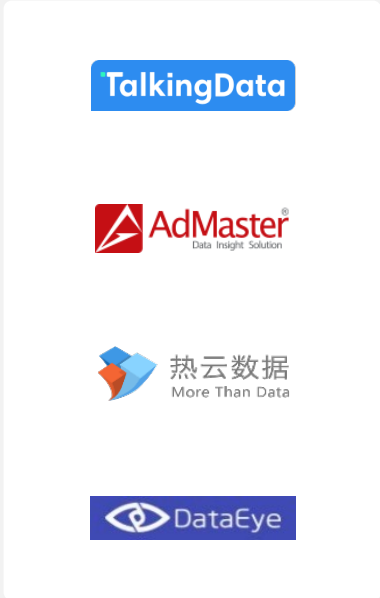 TalkingData
AdMaster®
Data Insight Solution
热云数据
More Than Data
DataEye